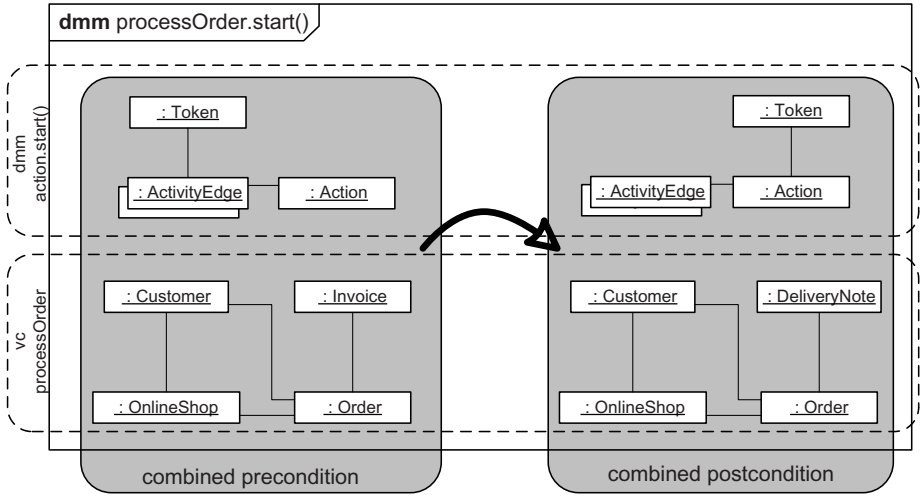 dmm processOrder.start()
dmm
action.start()
: Token
: Token
: ActivityEdge
: Action
: ActivityEdge
: Action
vc
processOrder
: Customer
: Invoice
: Customer
: DeliveryNote
: OnlineShop
: Order
: OnlineShop
: Order
combined precondition
combined postcondition